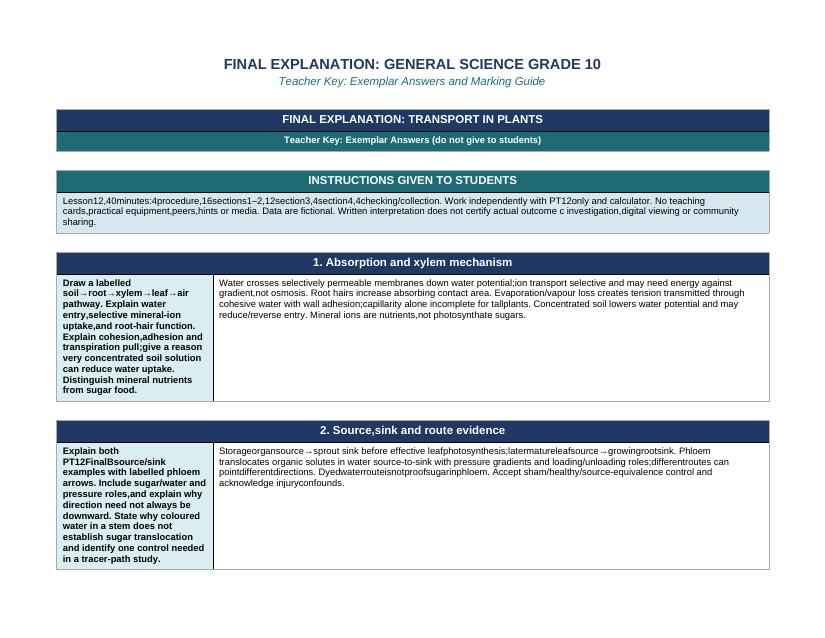 FINAL EXPLANATION: GENERAL SCIENCE GRADE 10
Teacher Key: Exemplar Answers and Marking Guide
FINAL EXPLANATION: TRANSPORT IN PLANTS
Teacher Key: Exemplar Answers (do not give to students)
INSTRUCTIONS GIVEN TO STUDENTS
Lesson12,40minutes:4procedure,16sections1–2,12section3,4section4,4checking/collection. Work independently with PT12only and calculator. No teaching
cards,practical equipment,peers,hints or media. Data are fictional. Written interpretation does not certify actual outcome c investigation,digital viewing or community
sharing.
1. Absorption and xylem mechanism
Draw a labelled
soil→root→xylem→leaf→air
pathway. Explain water
entry,selective mineral-ion
uptake,and root-hair function.
Explain cohesion,adhesion and
transpiration pull;give a reason
very concentrated soil solution
can reduce water uptake.
Distinguish mineral nutrients
from sugar food.
Water crosses selectively permeable membranes down water potential;ion transport selective and may need energy against
gradient,not osmosis. Root hairs increase absorbing contact area. Evaporation/vapour loss creates tension transmitted through
cohesive water with wall adhesion;capillarity alone incomplete for tallplants. Concentrated soil lowers water potential and may
reduce/reverse entry. Mineral ions are nutrients,not photosynthate sugars.
2. Source,sink and route evidence
Explain both
PT12FinalBsource/sink
examples with labelled phloem
arrows. Include sugar/water and
pressure roles,and explain why
direction need not always be
downward. State why coloured
water in a stem does not
establish sugar translocation
and identify one control needed
in a tracer-path study.
Storageorgansource→sprout sink before effective leafphotosynthesis;latermatureleafsource→growingrootsink. Phloem
translocates organic solutes in water source-to-sink with pressure gradients and loading/unloading roles;differentroutes can
pointdifferentdirections. Dyedwaterrouteisnotproofsugarinphloem. Accept sham/healthy/source-equivalence control and
acknowledge injuryconfounds.